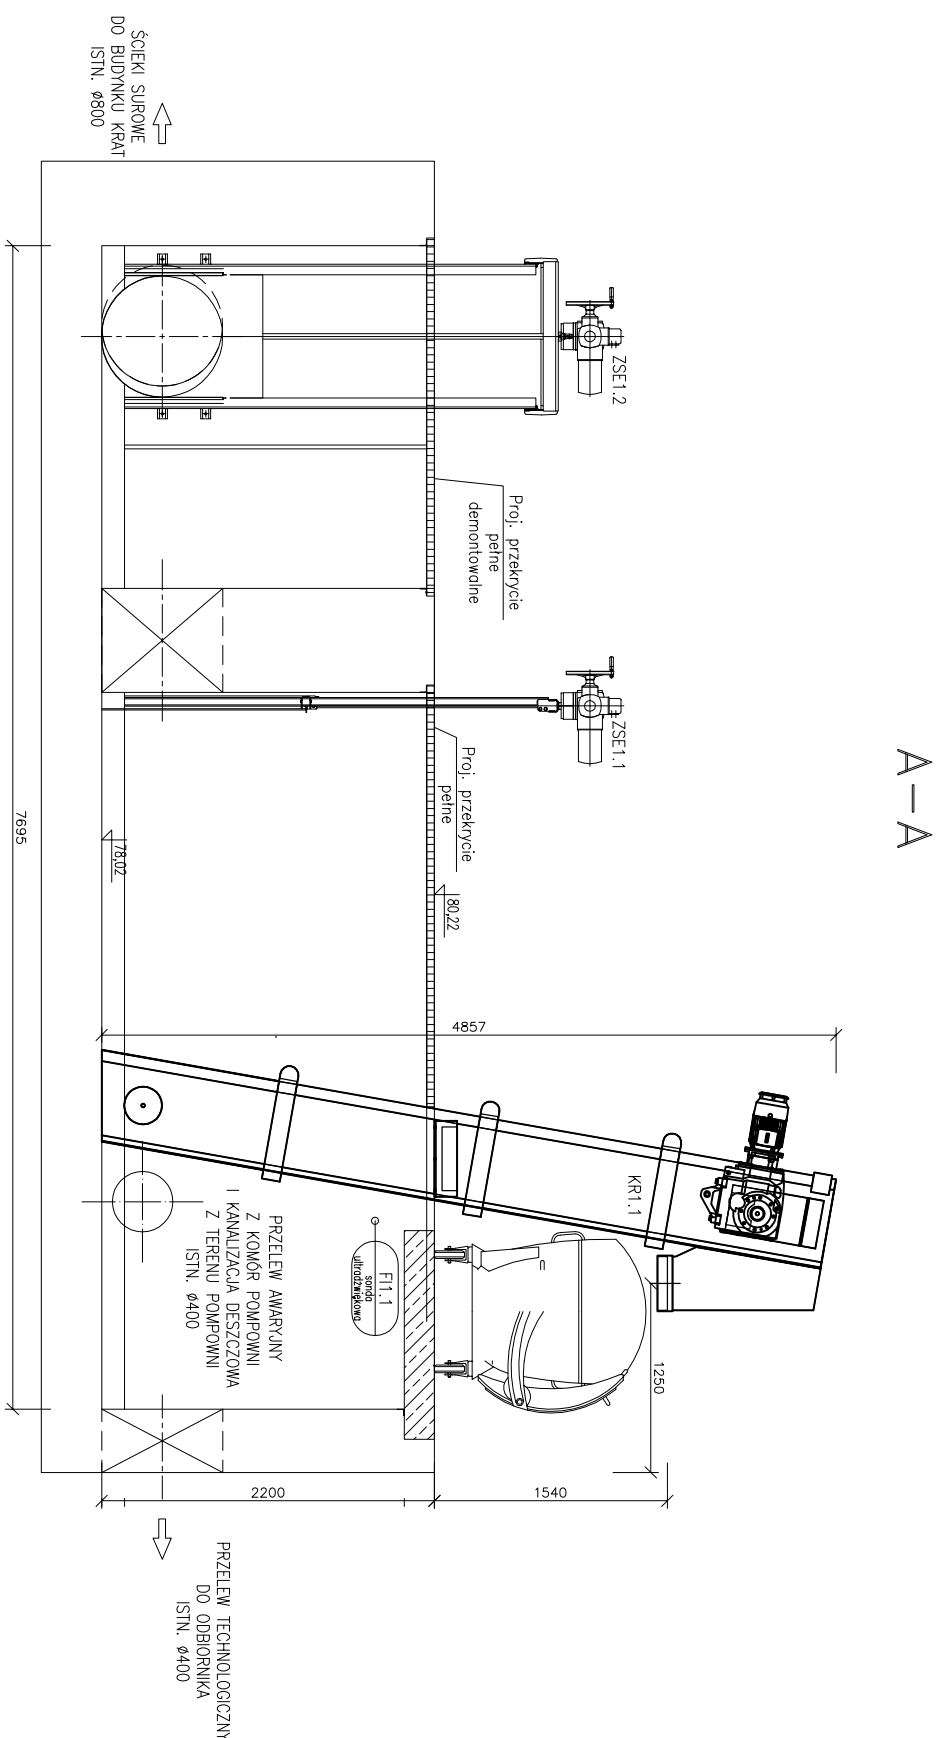 A – A
ŚCIEKI SUROWE
DO BUDYNKU KRAT
ISTN. ø800
ZSE1.2
Proj. przekrycie
pełne
demontowalne
ZSE1.1
Proj. przekrycie
pełne
78,02
80,22
7695
4857
KR1.1
1250
FI1.1
sonda
ultradźwiękowa
PRZELEW AWARYJNY
Z KOMÓR POMPOWNI
I KANALIZACJA DESZCZOWA
Z TERENU POMPOWNI
ISTN. ø400
2200
1540
PRZELEW TECHNOLOGICZNY
DO ODBIORNIKA
ISTN. ø400